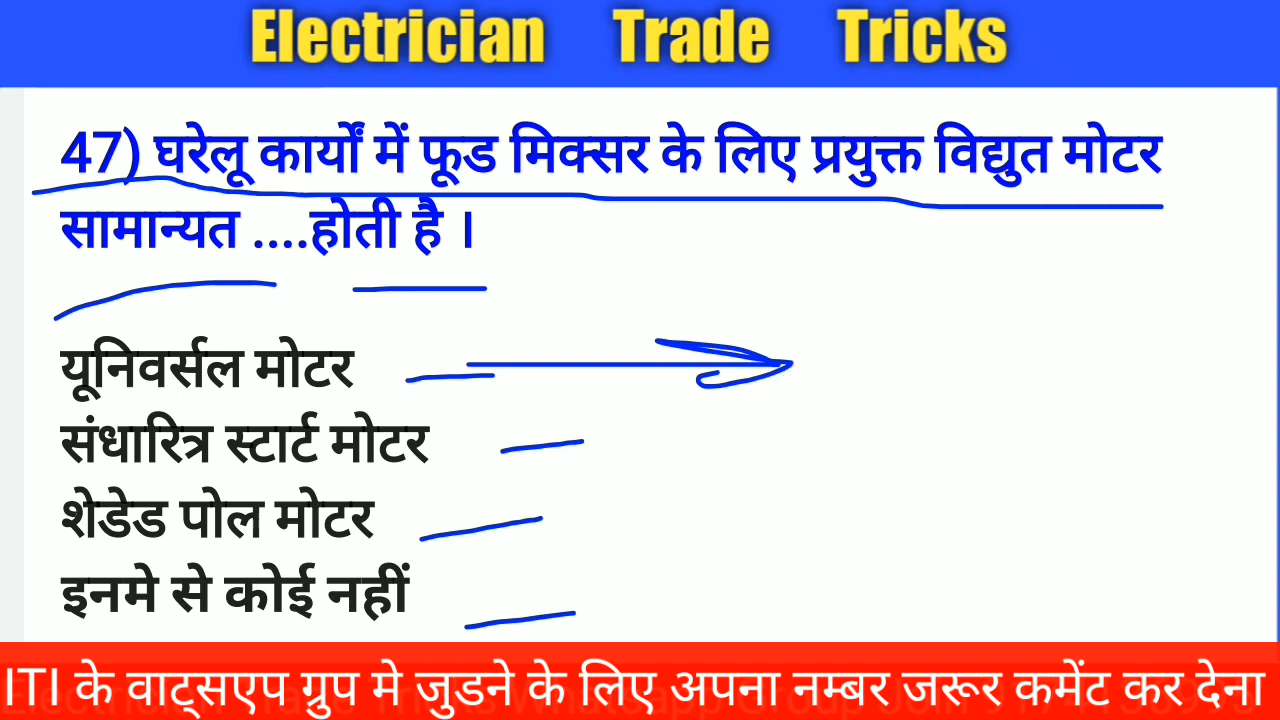 Electrician Trade Tricks
47) घरेलू कार्यों में फूड मिक्सर के लिए प्रयुक्त विद्युत मोटर
सामान्यत ....होती है ।
यूनिवर्सल मोटर
संधारित्र स्टार्ट मोटर
शेडेड पोल मोटर
इनमे से कोई नहीं
ITI के वाट्सएप ग्रुप मे जुडने के लिए अपना नम्बर जरूर कमेंट कर देना